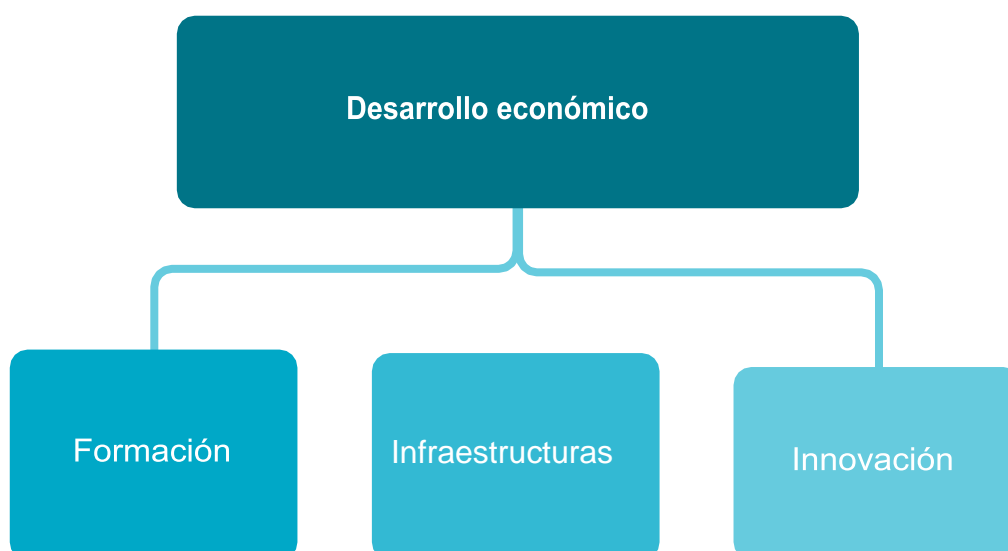 Desarrollo económico
Formación
Infraestructuras
Innovación